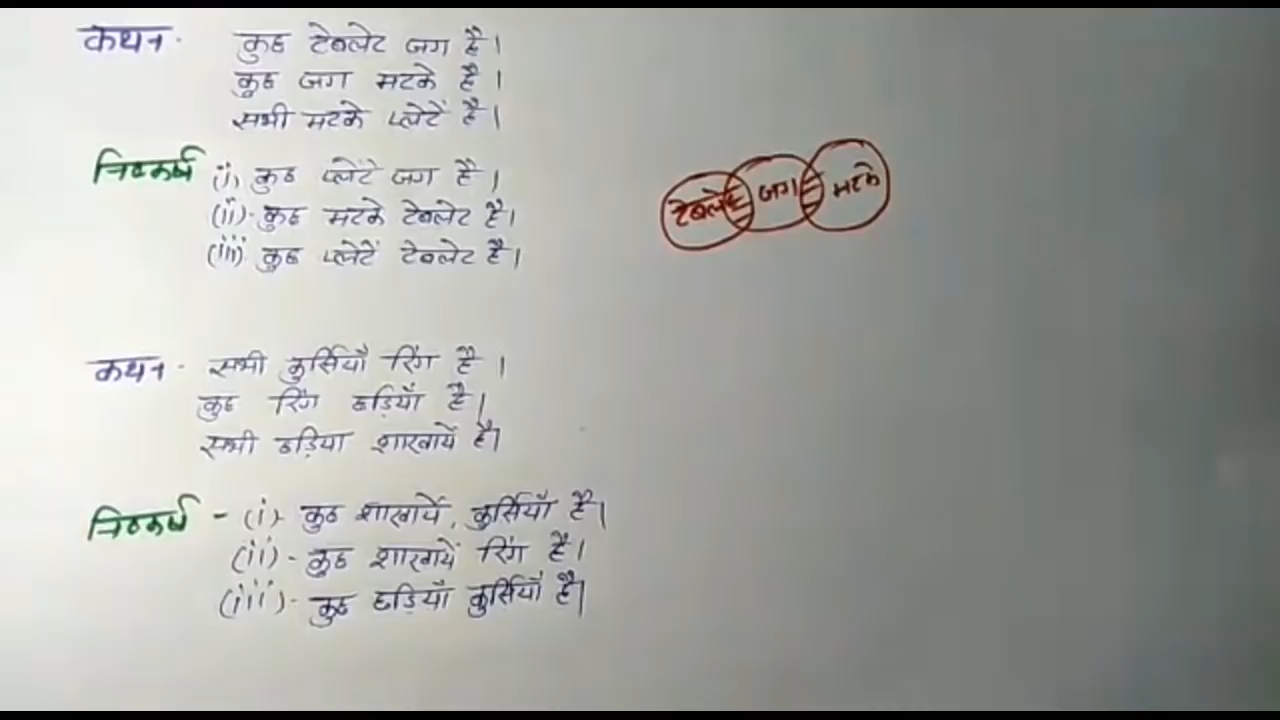 कथन - कुछ टेबलेट जग है।
कुछ जग मटके है।
सभी मटके प्लेटें है।
निष्कर्ष (i) कुछ प्लेटें जग है।
(ii) - कुछ मटके टेबलेट है।
(iii) कुछ प्लेटें टेबलेट है।
टेबलेट जग मटके
कथन - सभी कुर्सियाँ रिंग है।
कुछ रिंग छड़ियाँ है।
सभी छड़िया शाखायें है।
निष्कर्ष - (i) - कुछ शाखायें, कुर्सियाँ है।
(ii) - कुछ शाखायें रिंग है।
(iii) - कुछ छड़ियाँ कुर्सियाँ है।